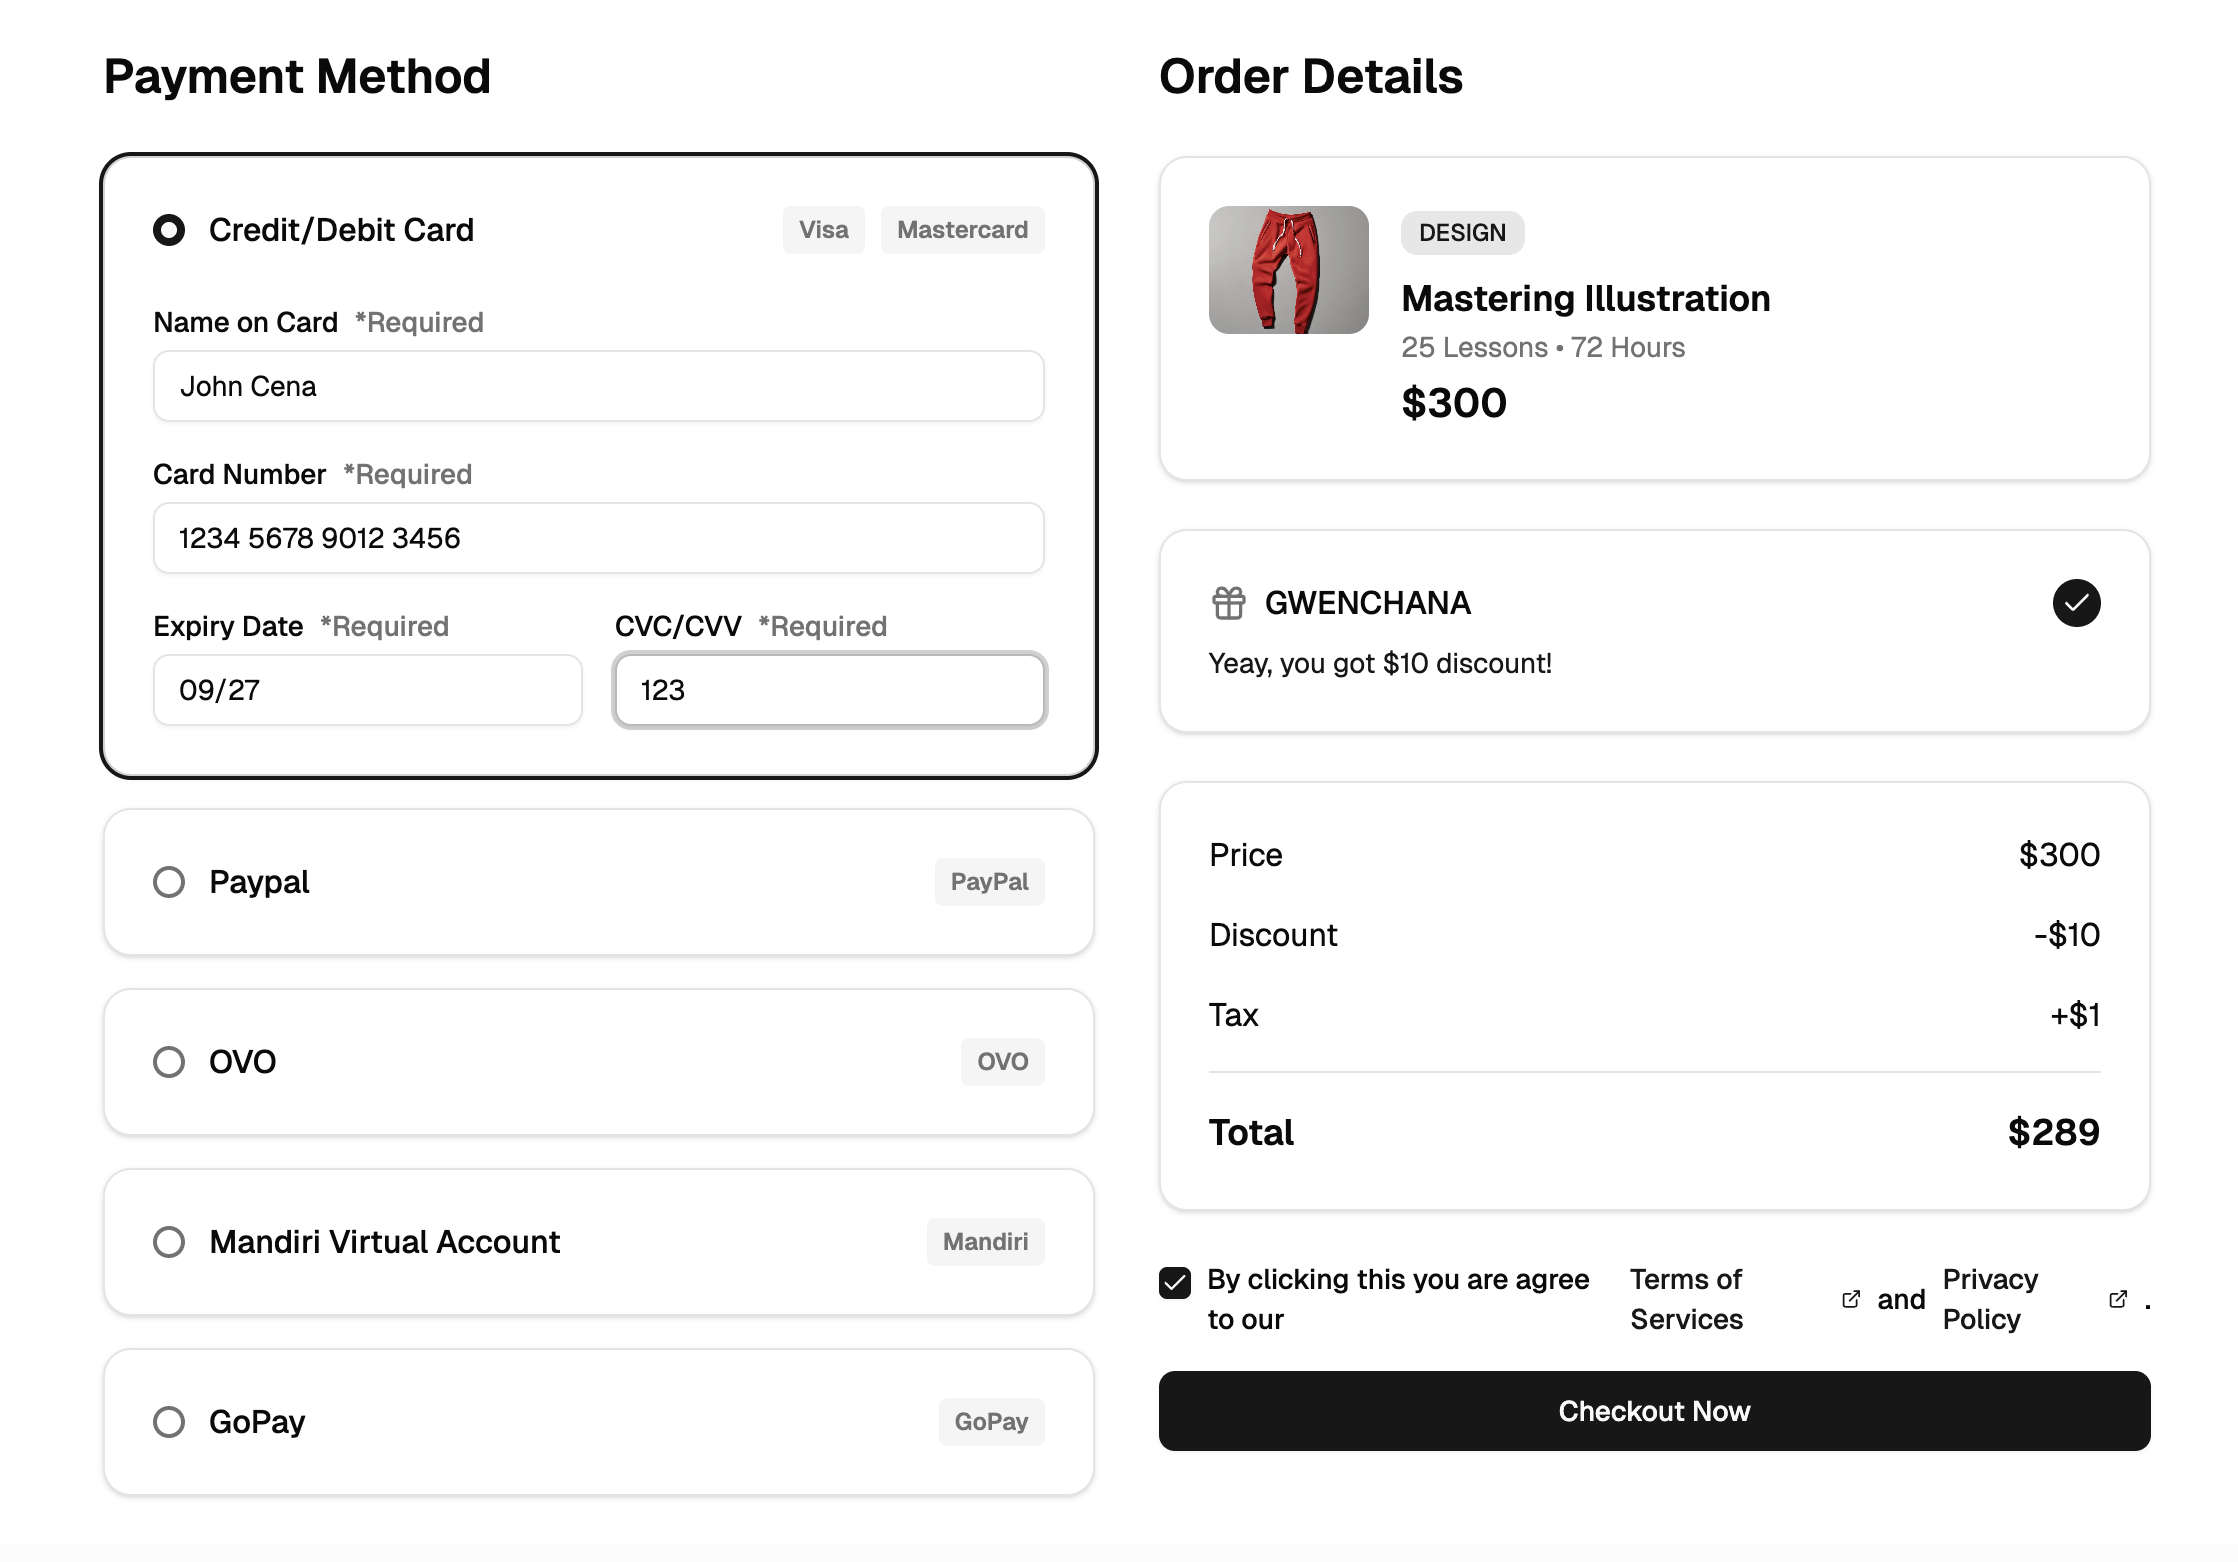 Payment Method
Credit/Debit Card
Visa
Mastercard
Name on Card *Required
John Cena
Card Number *Required
1234 5678 9012 3456
Expiry Date *Required
09/27
CVC/CVV *Required
123
Paypal
PayPal
OVO
OVO
Mandiri Virtual Account
Mandiri
GoPay
GoPay
Order Details
DESIGN
Mastering Illustration
25 Lessons • 72 Hours
$300
GWENCHANA
Yeay, you got $10 discount!
Price $300
Discount -$10
Tax +$1
Total $289
By clicking this you are agree
to our
Terms of
Services
and
Privacy
Policy
.
Checkout Now